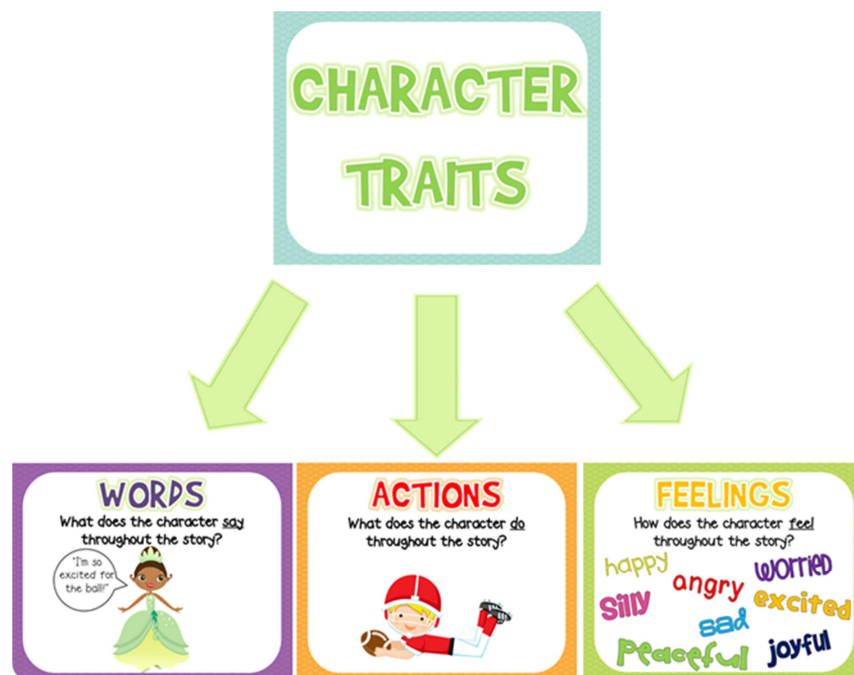 CHARACTER
TRAITS
WORDS
What does the character say
throughout the story?
"I'm so
excited for
the ball!"
ACTIONS
What does the character do
throughout the story?
FEELINGS
How does the character feel
throughout the story?
happy
angry
worried
silly
excited
sad
Peaceful
joyful